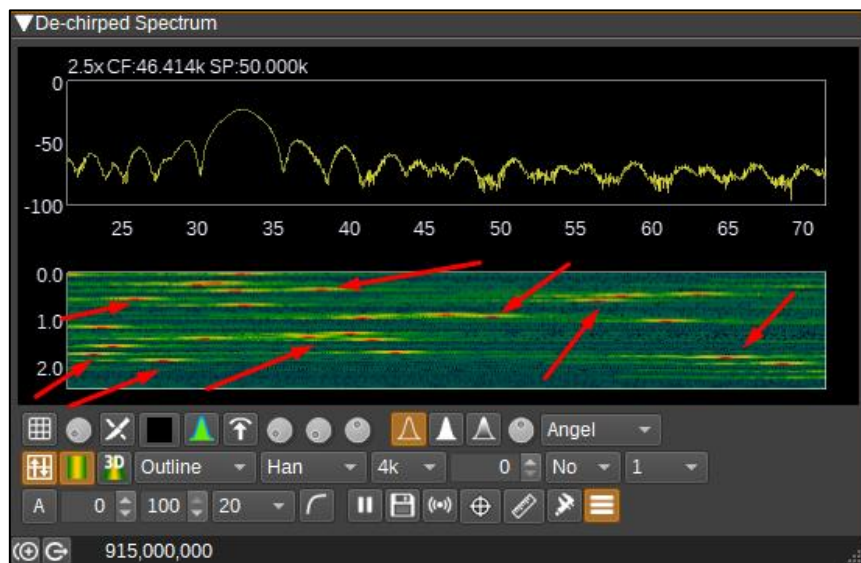 De-chirped Spectrum
2.5x CF:46.414k SP:50.000k
0
-50
-100
25 30 35 40 45 50 55 60 65 70
0.0
1.0
2.0
Angel
3D Outline Han 4k 0 No 1
A 0 100 20
915,000,000